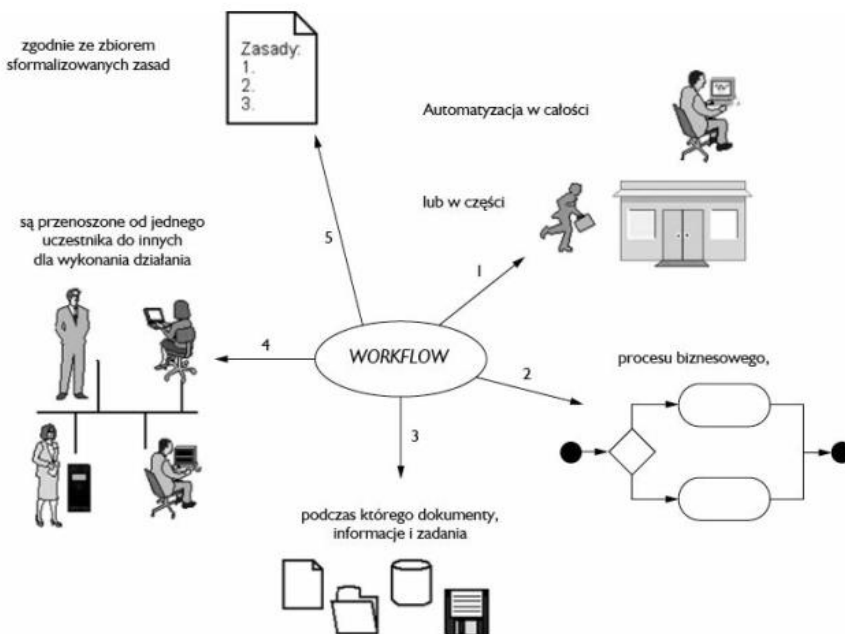 zgodnie ze zbiorem
sformalizowanych zasad
Zasady:
1.
2.
3.
Automatyzacja w całości
lub w części
są przenoszone od jednego
uczestnika do innych
dla wykonania działania
5
1
4
WORKFLOW
2
procesu biznesowego,
3
podczas którego dokumenty,
informacje i zadania